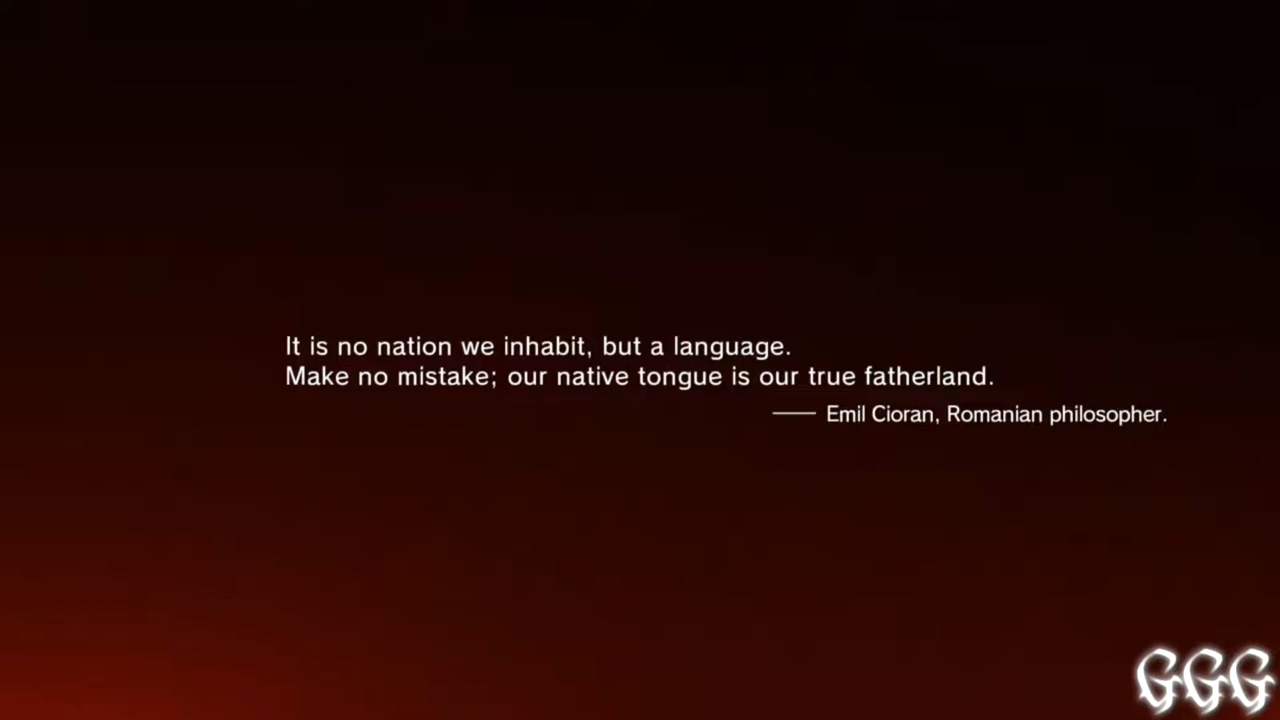 It is no nation we inhabit, but a language.
Make no mistake; our native tongue is our true fatherland.
—— Emil Cioran, Romanian philosopher.
GGG